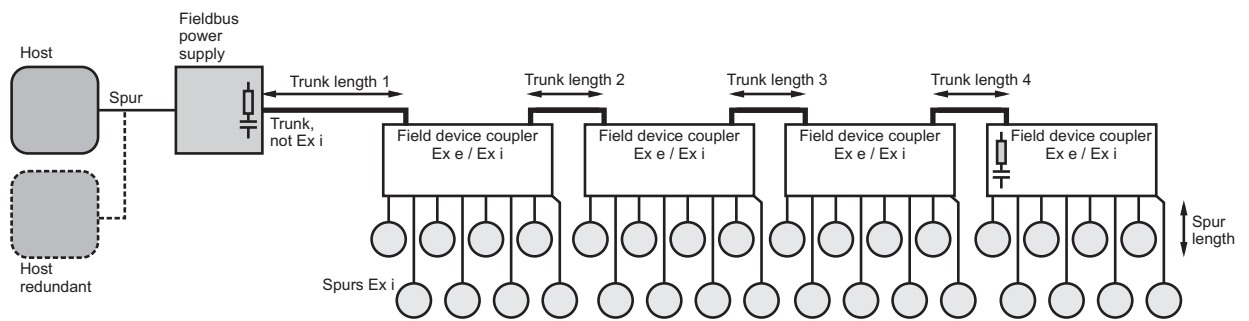 Host
Fieldbus
power
supply
Spur
Trunk length 1
Trunk length 2
Trunk length 3
Trunk length 4
Trunk,
not Ex i
Field device coupler
Ex e / Ex i
Field device coupler
Ex e / Ex i
Field device coupler
Ex e / Ex i
Field device coupler
Ex e / Ex i
Spur
length
Host
redundant
Spurs Ex i